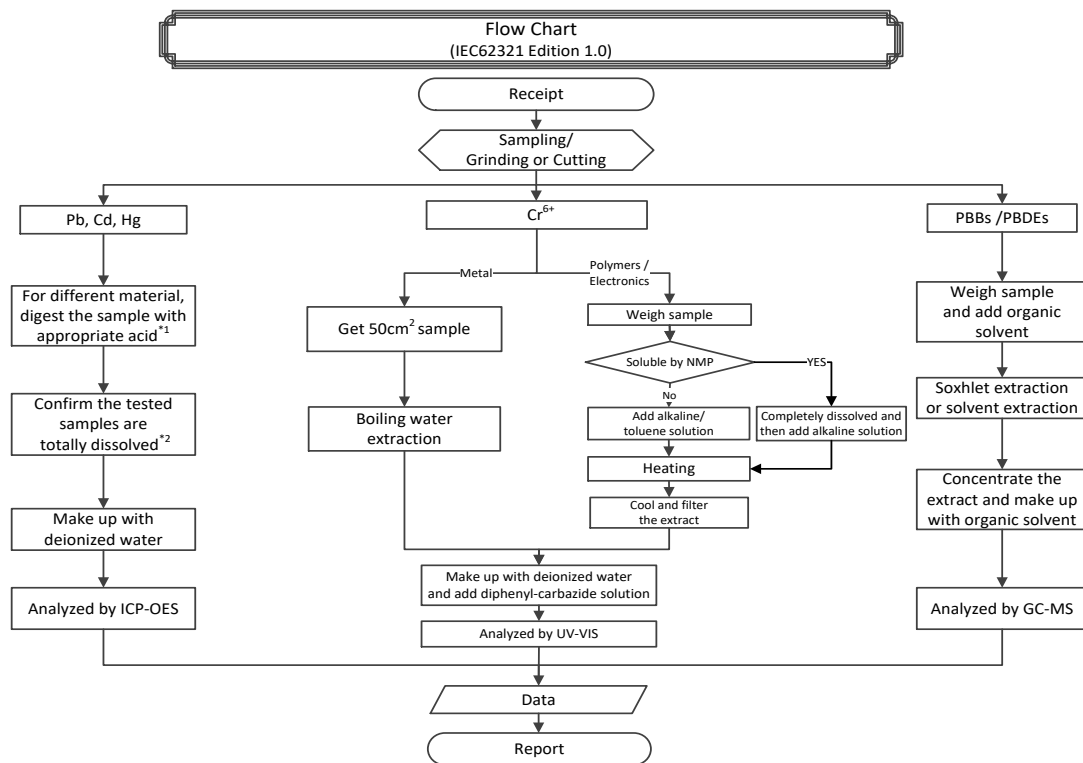 Flow Chart
(IEC62321 Edition 1.0)
Receipt
Sampling/
Grinding or Cutting
Pb, Cd, Hg
For different material,
digest the sample with
appropriate acid*1
Confirm the tested
samples are
totally dissolved*2
Make up with
deionized water
Analyzed by ICP-OES
Cr6+
Metal
Get 50cm2 sample
Boiling water
extraction
Polymers /
Electronics
Weigh sample
Soluble by NMP
YES
No
Add alkaline/
toluene solution
Completely dissolved and
then add alkaline solution
Heating
Cool and filter
the extract
Make up with deionized water
and add diphenyl-carbazide solution
Analyzed by UV-VIS
PBBs /PBDEs
Weigh sample
and add organic
solvent
Soxhlet extraction
or solvent extraction
Concentrate the
extract and make up
with organic solvent
Analyzed by GC-MS
Data
Report